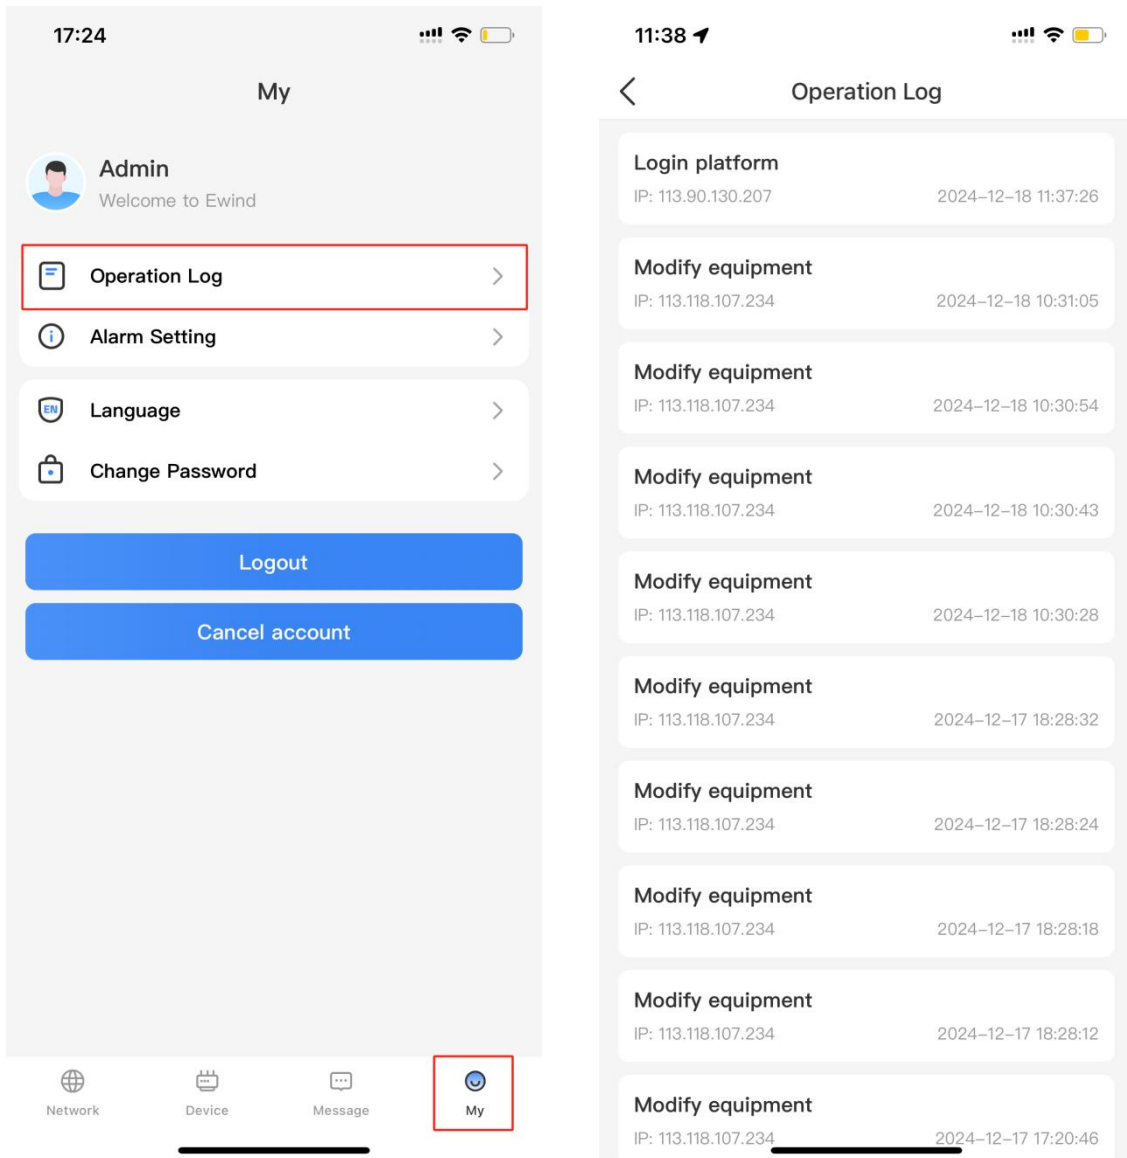 17:24
My
Admin
Welcome to Ewind
Operation Log
Alarm Setting
EN
Language
Change Password
Logout
Cancel account
Network
Device
Message
My
11:38
Operation Log
Login platform
IP: 113.90.130.207 2024-12-18 11:37:26
Modify equipment
IP: 113.118.107.234 2024-12-18 10:31:05
Modify equipment
IP: 113.118.107.234 2024-12-18 10:30:54
Modify equipment
IP: 113.118.107.234 2024-12-18 10:30:43
Modify equipment
IP: 113.118.107.234 2024-12-18 10:30:28
Modify equipment
IP: 113.118.107.234 2024-12-17 18:28:32
Modify equipment
IP: 113.118.107.234 2024-12-17 18:28:24
Modify equipment
IP: 113.118.107.234 2024-12-17 18:28:18
Modify equipment
IP: 113.118.107.234 2024-12-17 18:28:12
Modify equipment
IP: 113.118.107.234 2024-12-17 17:20:46